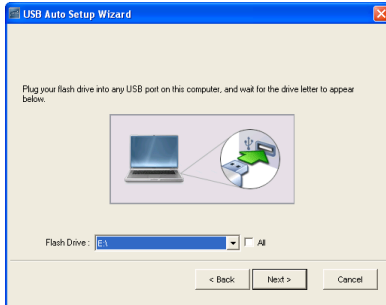 USB Auto Setup Wizard
Plug your flash drive into any USB port on this computer, and wait for the drive letter to appear
below.
Flash Drive : E:\
All
< Back
Next >
Cancel